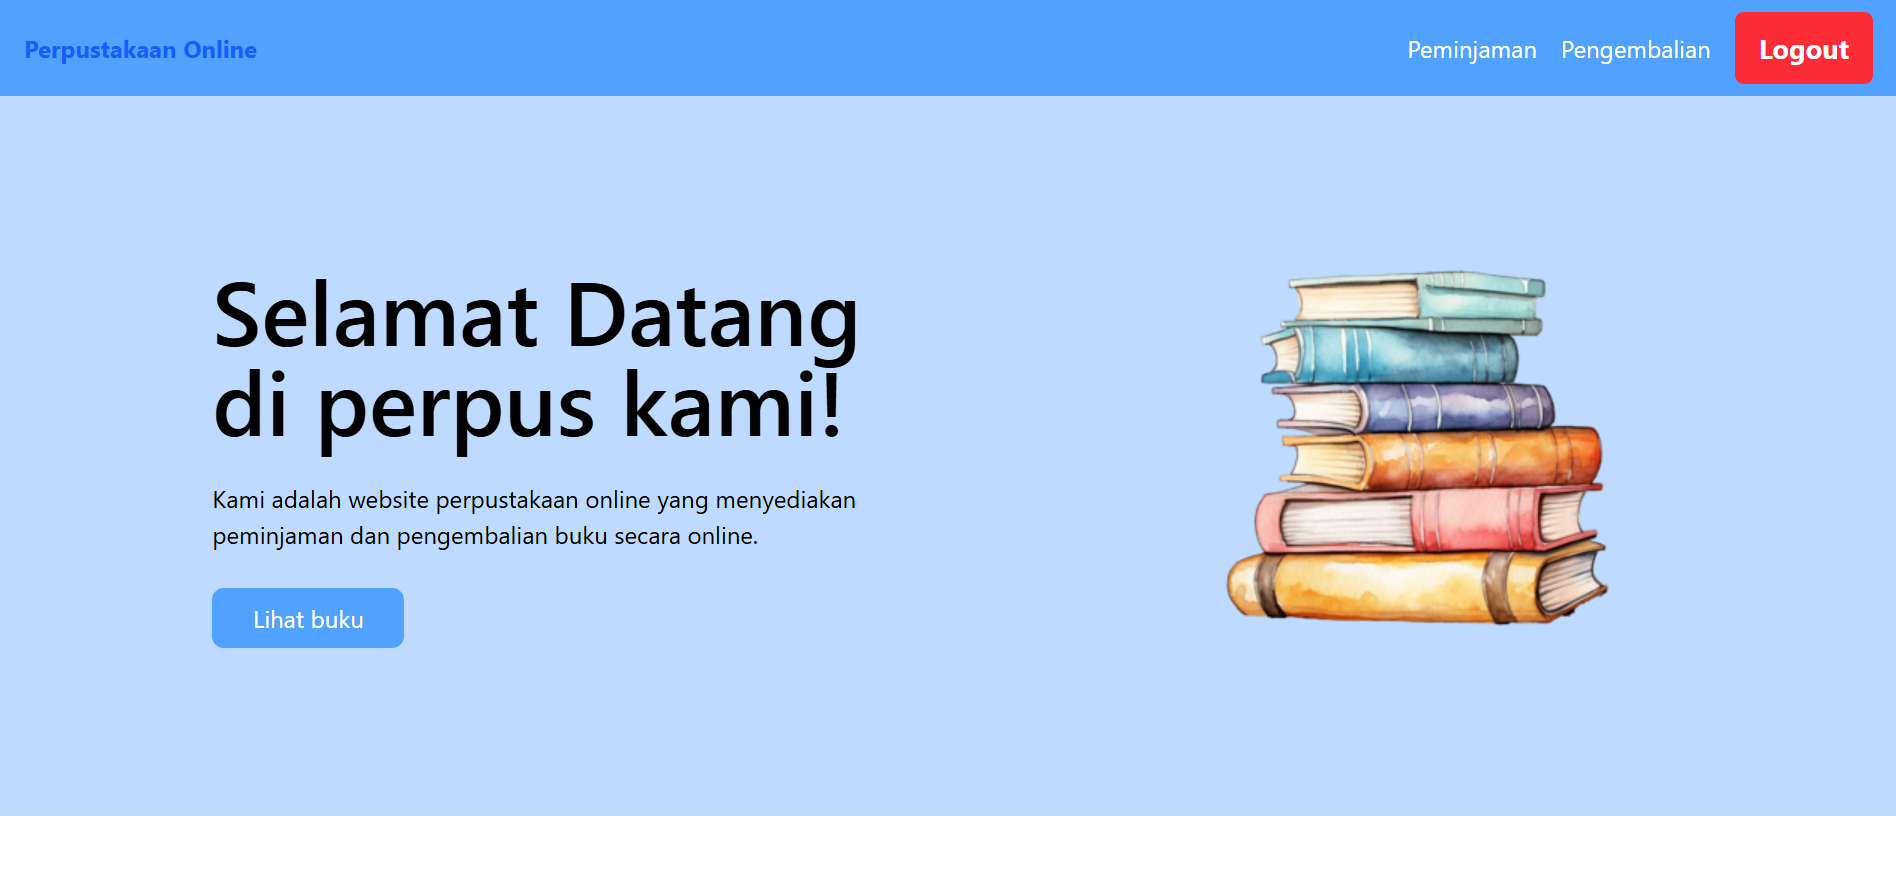 Perpustakaan Online
Peminjaman
Pengembalian
Logout
Selamat Datang
di perpus kami!
Kami adalah website perpustakaan online yang menyediakan
peminjaman dan pengembalian buku secara online.
Lihat buku